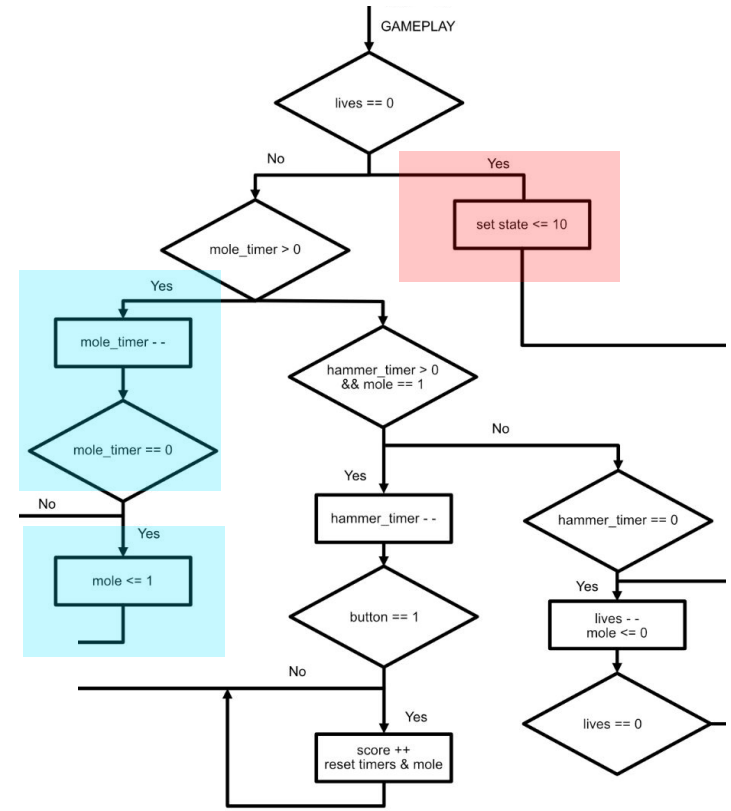 GAMEPLAY
lives == 0
No
Yes
set state <= 10
mole_timer > 0
Yes
mole_timer - -
hammer_timer > 0
&& mole == 1
mole_timer == 0
No
Yes
No
hammer_timer - -
hammer_timer == 0
Yes
mole <= 1
Yes
button == 1
lives - -
mole <= 0
No
Yes
lives == 0
score ++
reset timers & mole